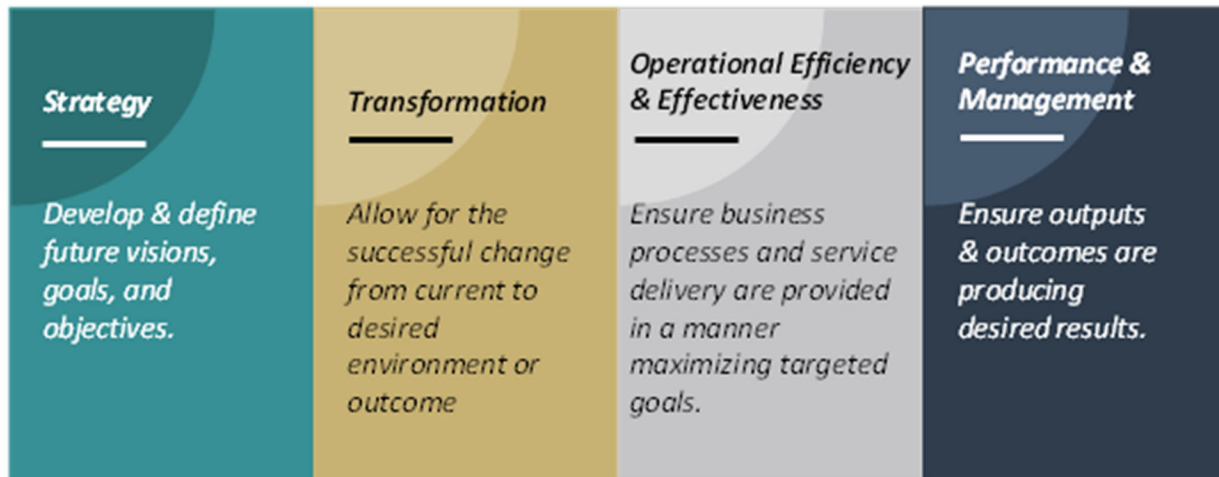 Strategy
Develop & define
future visions,
goals, and
objectives.
Transformation
Allow for the
successful change
from current to
desired
environment or
outcome
Operational Efficiency
& Effectiveness
Ensure business
processes and service
delivery are provided
in a manner
maximizing targeted
goals.
Performance &
Management
Ensure outputs
& outcomes are
producing
desired results.